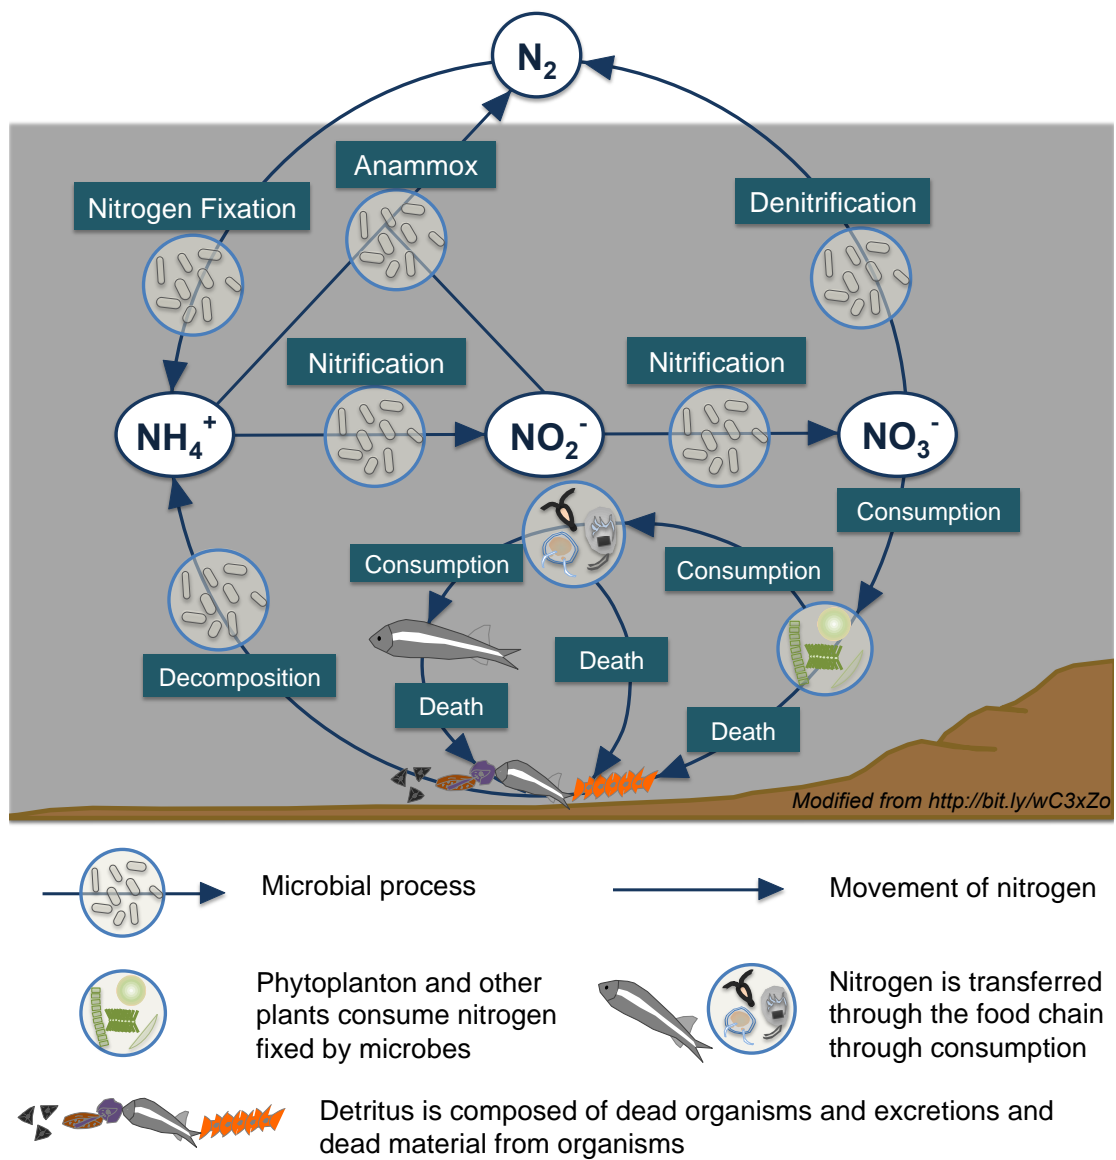 N₂
Anammox
Nitrogen Fixation
Denitrification
Nitrification
Nitrification
NH₄⁺
NO₂⁻
NO₃⁻
Consumption
Consumption
Consumption
Death
Decomposition
Death
Death
Modified from http://bit.ly/wC3xZo
Microbial process
Movement of nitrogen
Phytoplanton and other
plants consume nitrogen
fixed by microbes
Nitrogen is transferred
through the food chain
through consumption
Detritus is composed of dead organisms and excretions and
dead material from organisms